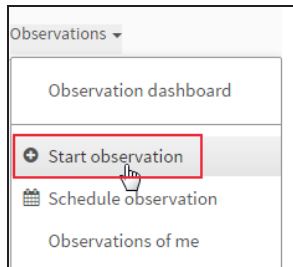 Observations
Observation dashboard
Start observation
Schedule observation
Observations of me